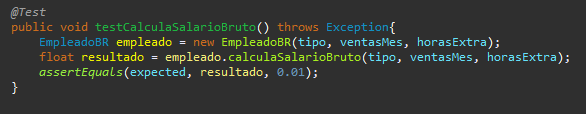 @Test
public void testCalculaSalarioBruto() throws Exception{
EmpleadoBR empleado = new EmpleadoBR(tipo, ventasMes, horasExtra);
float resultado = empleado.calculaSalarioBruto(tipo, ventasMes, horasExtra);
assertEquals(expected, resultado, 0.01);
}